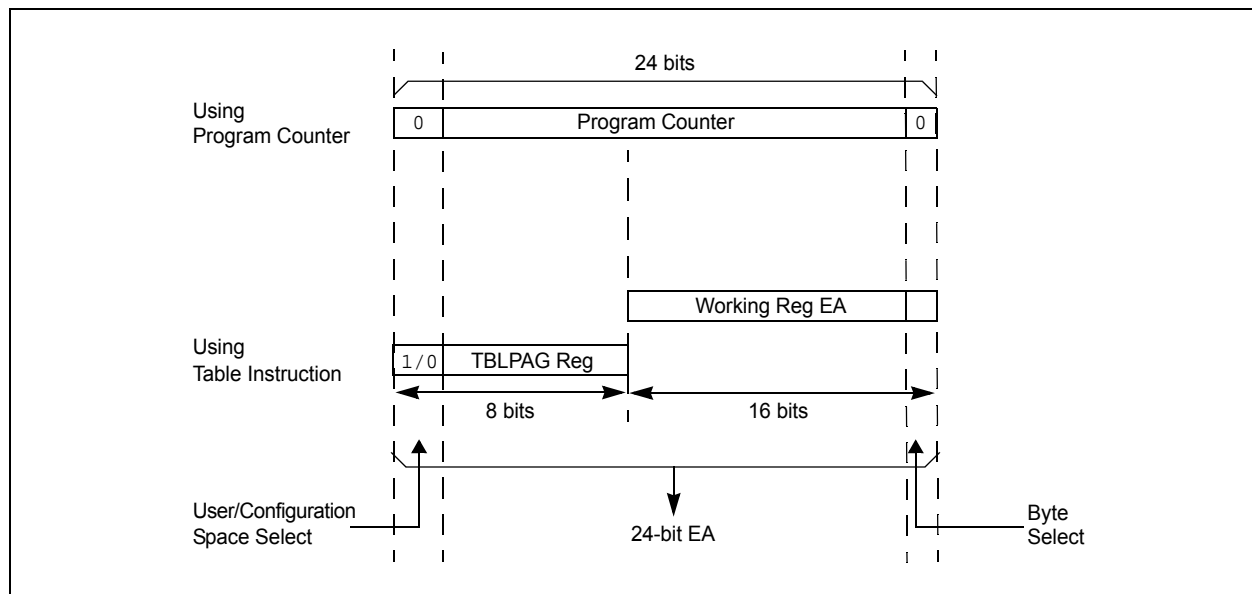 24 bits
Using
Program Counter
0
Program Counter
0
Working Reg EA
Using
Table Instruction
1/0
TBLPAG Reg
8 bits
16 bits
User/Configuration
Space Select
24-bit EA
Byte
Select